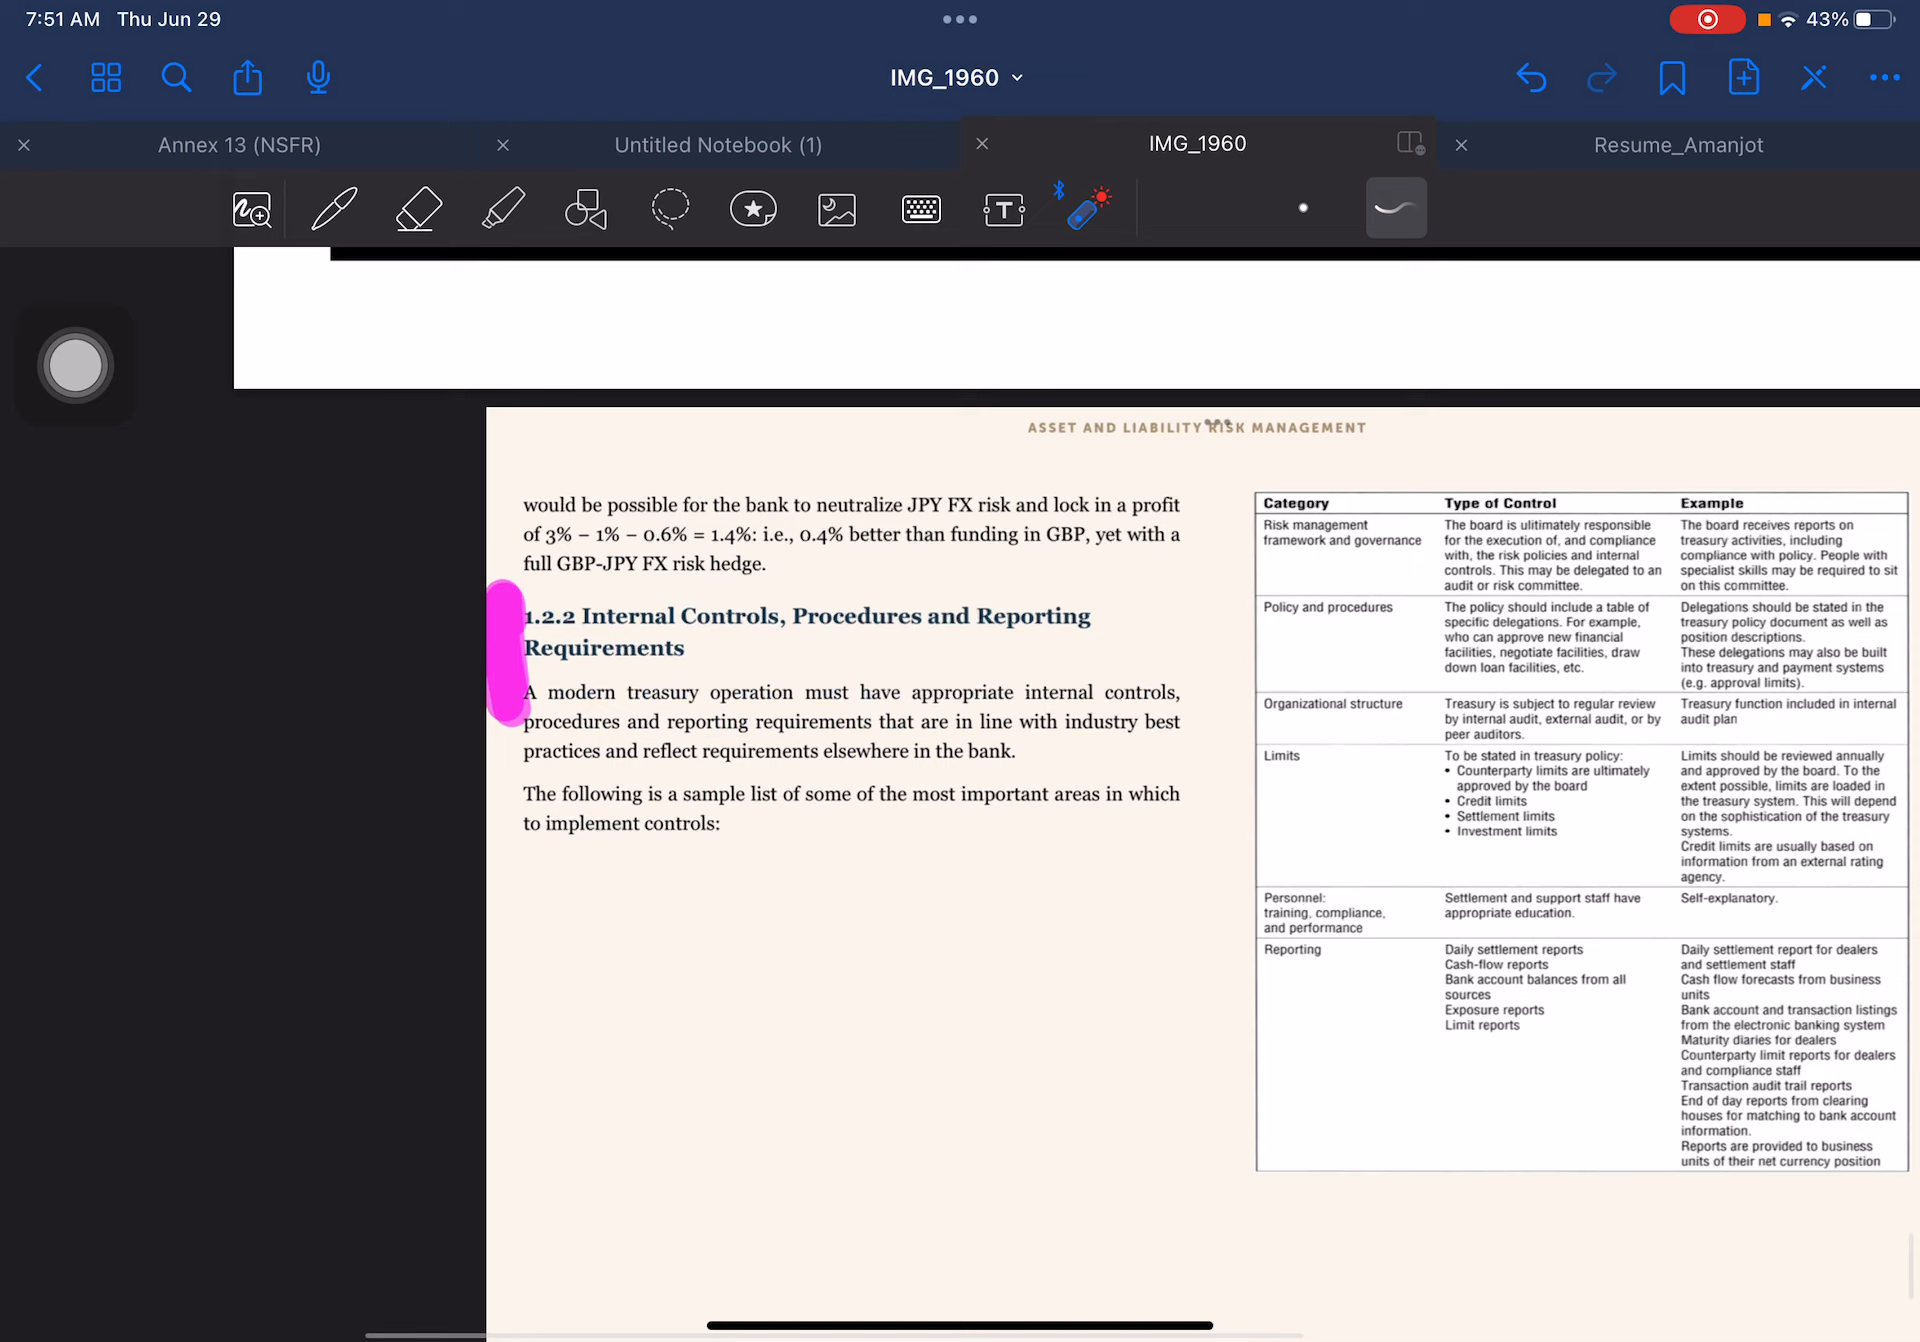 7:51 AM Thu Jun 29
43%
IMG_1960
Annex 13 (NSFR)
Untitled Notebook (1)
IMG_1960
Resume_Amanjot
ASSET AND LIABILITY RISK MANAGEMENT
would be possible for the bank to neutralize JPY FX risk and lock in a profit
of 3% – 1% – 0.6% = 1.4%: i.e., 0.4% better than funding in GBP, yet with a
full GBP-JPY FX risk hedge.
1.2.2 Internal Controls, Procedures and Reporting
Requirements
A modern treasury operation must have appropriate internal controls,
procedures and reporting requirements that are in line with industry best
practices and reflect requirements elsewhere in the bank.
The following is a sample list of some of the most important areas in which
to implement controls:
Category
Type of Control
Example
Risk management
framework and governance
The board is ulitimately responsible
for the execution of, and compliance
with, the risk policies and internal
controls. This may be delegated to an
audit or risk committee.
The board receives reports on
treasury activities, including
compliance with policy. People with
specialist skills may be required to sit
on this committee.
Policy and procedures
The policy should include a table of
specific delegations. For example,
who can approve new financial
facilities, negotiate facilities, draw
down loan facilities, etc.
Delegations should be stated in the
treasury policy document as well as
position descriptions.
These delegations may also be built
into treasury and payment systems
(e.g. approval limits).
Organizational structure
Treasury is subject to regular review
by internal audit, external audit, or by
peer auditors.
Treasury function included in internal
audit plan
Limits
To be stated in treasury policy:
• Counterparty limits are ultimately
approved by the board
• Credit limits
• Settlement limits
• Investment limits
Limits should be reviewed annually
and approved by the board. To the
extent possible, limits are loaded in
the treasury system. This will depend
on the sophistication of the treasury
systems.
Credit limits are usually based on
information from an external rating
agency.
Personnel:
training, compliance,
and performance
Settlement and support staff have
appropriate education.
Self-explanatory.
Reporting
Daily settlement reports
Cash-flow reports
Bank account balances from all
sources
Exposure reports
Limit reports
Daily settlement report for dealers
and settlement staff
Cash flow forecasts from business
units
Bank account and transaction listings
from the electronic banking system
Maturity diaries for dealers
Counterparty limit reports for dealers
and compliance staff
Transaction audit trail reports
End of day reports from clearing
houses for matching to bank account
information.
Reports are provided to business
units of their net currency position